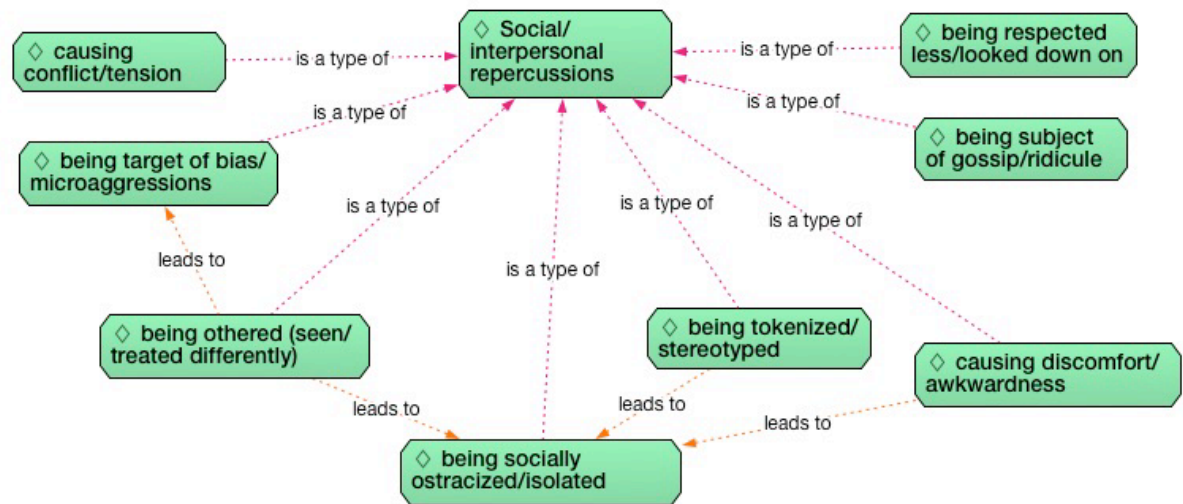 ◇ Social/
interpersonal
repercussions
◇ causing
conflict/tension
is a type of
◇ being respected
less/looked down on
is a type of
is a type of
◇ being subject
of gossip/ridicule
is a type of
◇ being target of bias/
microaggressions
is a type of
is a type of
is a type of
leads to
is a type of
◇ being othered (seen/
treated differently)
◇ being tokenized/
stereotyped
◇ causing discomfort/
awkwardness
leads to
leads to
leads to
◇ being socially
ostracized/isolated